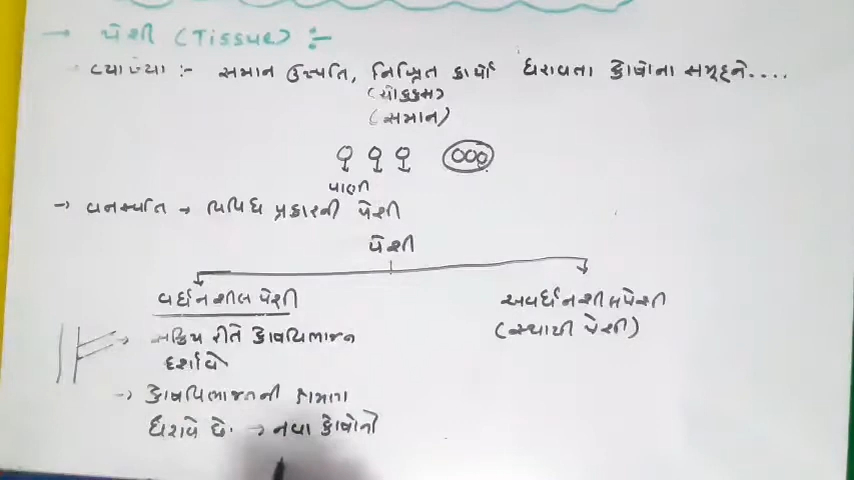 → પેશી (Tissue) :-
વ્યાખ્યા :- સમાન ઉત્પતિ, નિશ્ચિત કાર્યો ધરાવતા કોષોના સમૂહને....
(ચોક્કસ)
(સમાન)
પાણી
→ વનસ્પતિ → વિવિધ પ્રકારની પેશી
પેશી
વર્ધનશીલ પેશી
અવર્ધનશીલ પેશી
(સ્થાયી પેશી)
→ સક્રિય રીતે કોષવિભાજન
દર્શાવે
→ કોષવિભાજનની ક્ષમતા
ધરાવે છે. → નવા કોષોનો